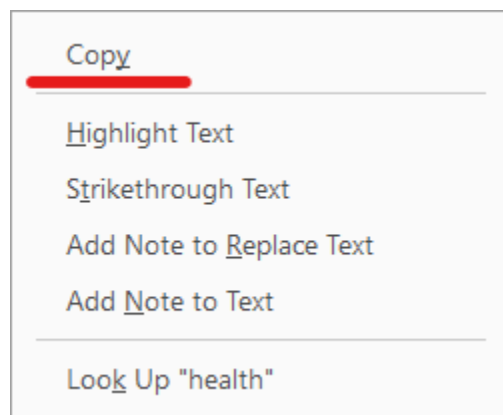 Copy
Highlight Text
Strikethrough Text
Add Note to Replace Text
Add Note to Text
Look Up "health"